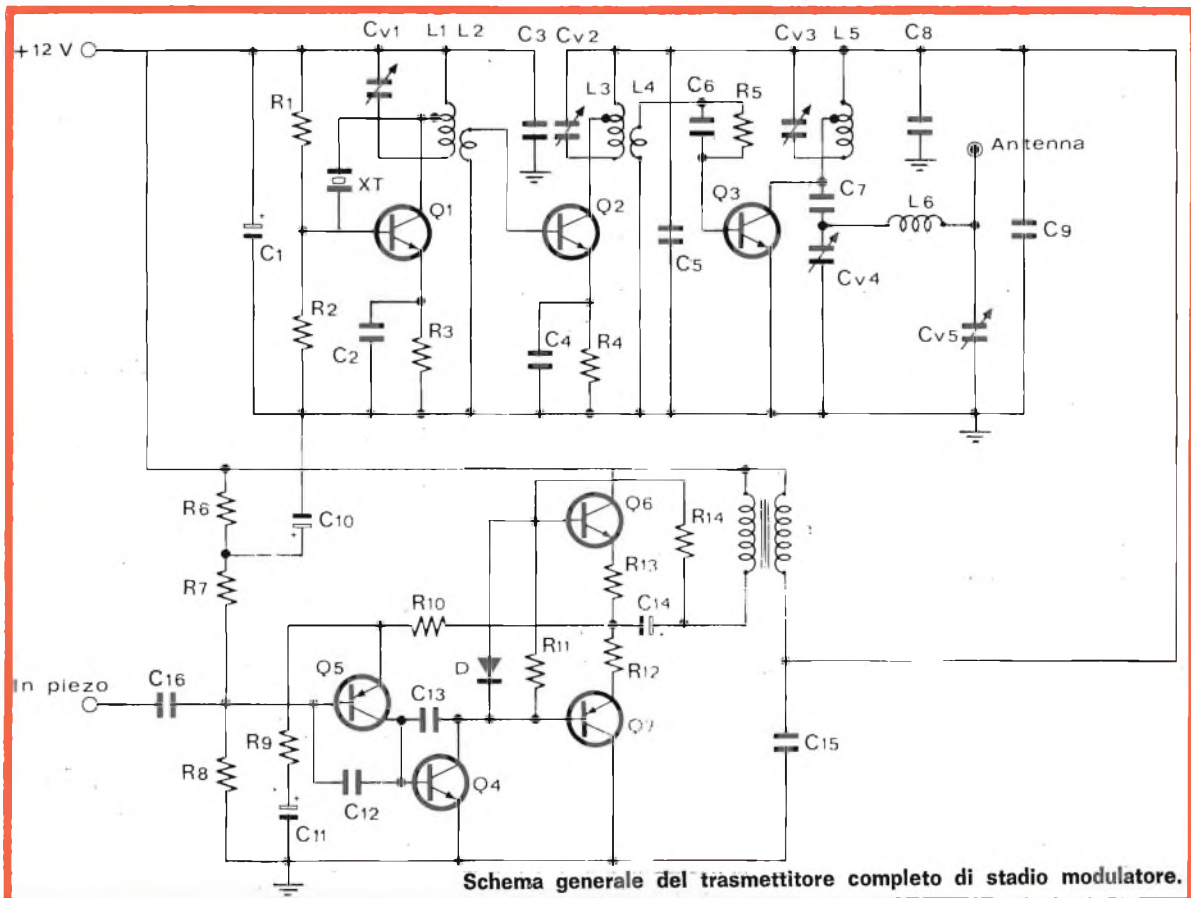 +12 V
Cv1
L1 L2
C3
Cv2
Cv3
L5
C8
R1
L3
L4
C6
R5
XT
Q1
Q2
Q3
Antenna
C1
C5
C7
L6
C9
Cv4
R2
C2
R3
C4
R4
Cv5
R6
C10
Q6
R14
R7
R13
R10
C14
In piezo
C16
Q5
D
R11
R12
C13
R9
Q7
C15
R8
C12
Q4
C11
Schema generale del trasmettitore completo di stadio modulatore.